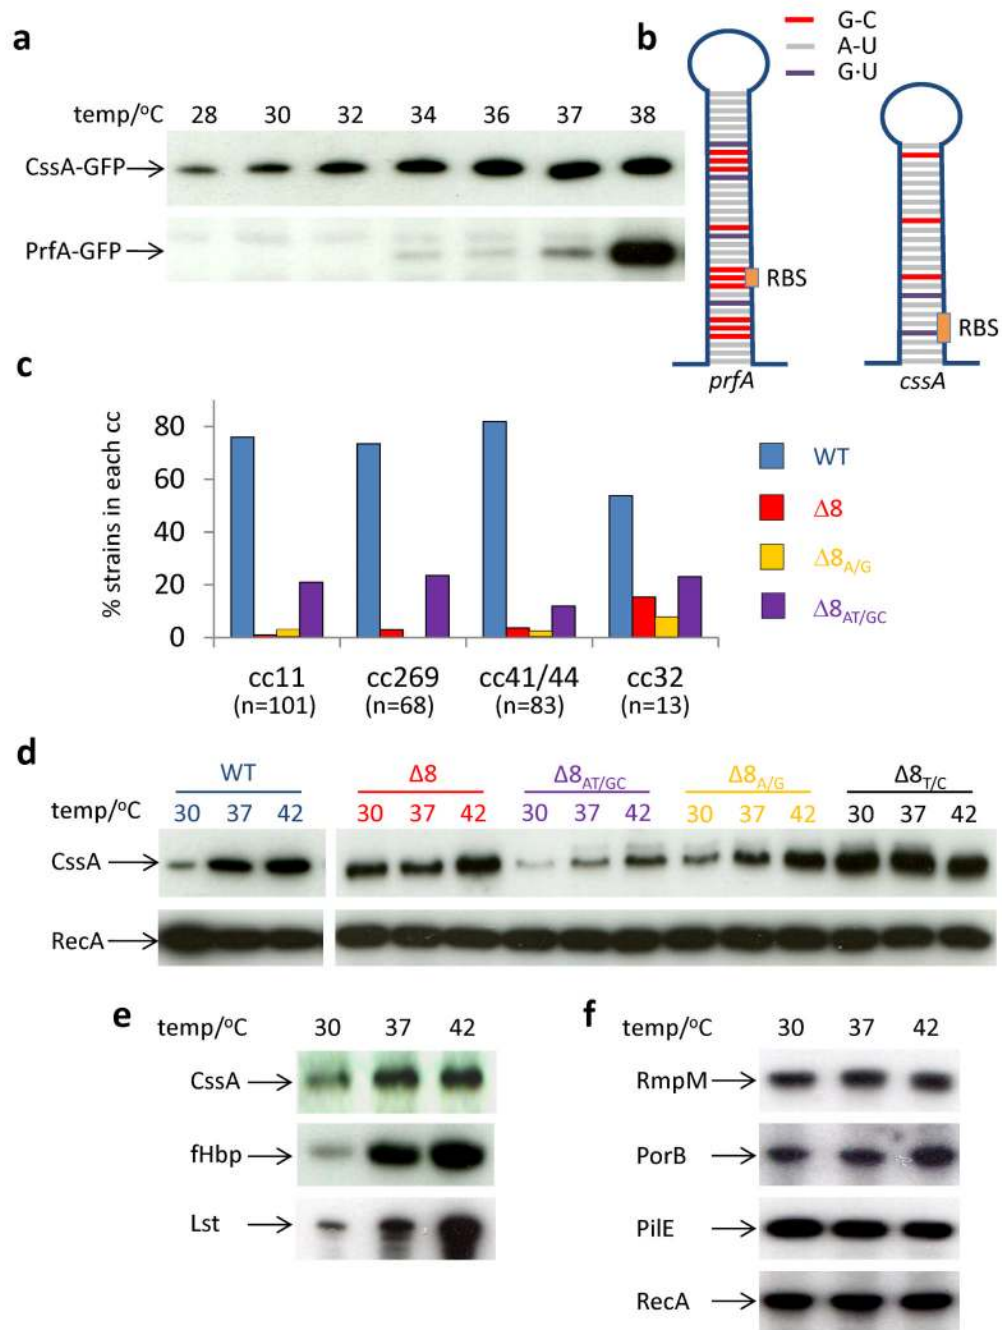 a
temp/°C 28 30 32 34 36 37 38
CssA-GFP
PrfA-GFP
b
G-C
A-U
G·U
RBS
RBS
prfA
cssA
c
% strains in each cc
80
60
40
20
0
cc11 cc269 cc41/44 cc32
(n=101) (n=68) (n=83) (n=13)
WT
Δ8
Δ8A/G
Δ8AT/GC
d
WT Δ8 Δ8AT/GC Δ8A/G Δ8T/C
temp/°C 30 37 42 30 37 42 30 37 42 30 37 42 30 37 42
CssA
RecA
e
temp/°C 30 37 42
CssA
fHbp
Lst
f
temp/°C 30 37 42
RmpM
PorB
PilE
RecA